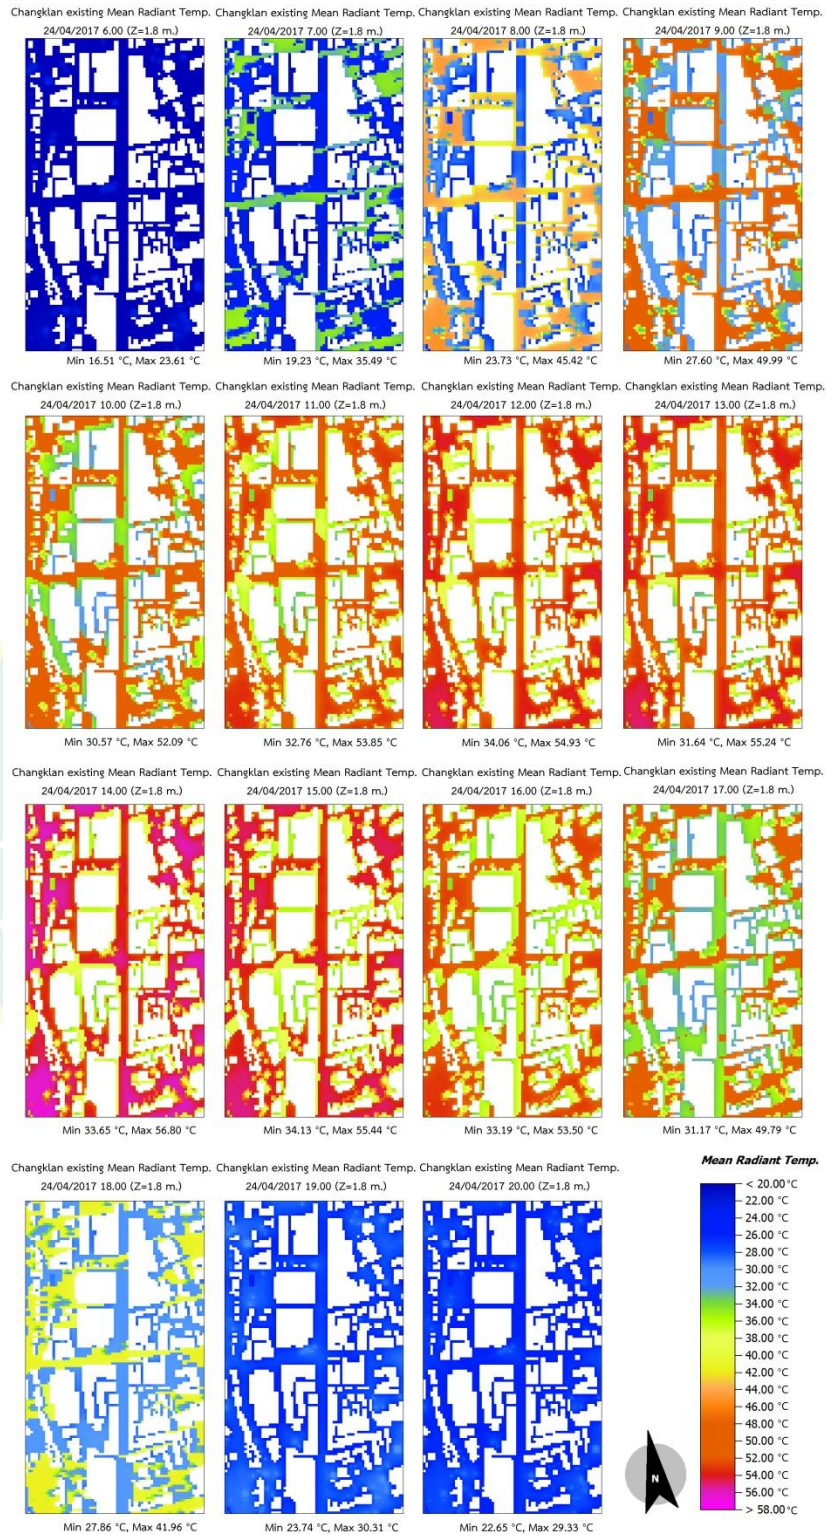 Changklan existing Mean Radiant Temp.
24/04/2017 6.00 (Z=1.8 m.)
Min 16.51 °C, Max 23.61 °C
Changklan existing Mean Radiant Temp.
24/04/2017 7.00 (Z=1.8 m.)
Min 19.23 °C, Max 35.49 °C
Changklan existing Mean Radiant Temp.
24/04/2017 8.00 (Z=1.8 m.)
Min 23.73 °C, Max 45.42 °C
Changklan existing Mean Radiant Temp.
24/04/2017 9.00 (Z=1.8 m.)
Min 27.60 °C, Max 49.99 °C
Changklan existing Mean Radiant Temp.
24/04/2017 10.00 (Z=1.8 m.)
Min 30.57 °C, Max 52.09 °C
Changklan existing Mean Radiant Temp.
24/04/2017 11.00 (Z=1.8 m.)
Min 32.76 °C, Max 53.85 °C
Changklan existing Mean Radiant Temp.
24/04/2017 12.00 (Z=1.8 m.)
Min 34.06 °C, Max 54.93 °C
Changklan existing Mean Radiant Temp.
24/04/2017 13.00 (Z=1.8 m.)
Min 31.64 °C, Max 55.24 °C
Changklan existing Mean Radiant Temp.
24/04/2017 14.00 (Z=1.8 m.)
Min 33.65 °C, Max 56.80 °C
Changklan existing Mean Radiant Temp.
24/04/2017 15.00 (Z=1.8 m.)
Min 34.13 °C, Max 55.44 °C
Changklan existing Mean Radiant Temp.
24/04/2017 16.00 (Z=1.8 m.)
Min 33.19 °C, Max 53.50 °C
Changklan existing Mean Radiant Temp.
24/04/2017 17.00 (Z=1.8 m.)
Min 31.17 °C, Max 49.79 °C
Changklan existing Mean Radiant Temp.
24/04/2017 18.00 (Z=1.8 m.)
Min 27.86 °C, Max 41.96 °C
Changklan existing Mean Radiant Temp.
24/04/2017 19.00 (Z=1.8 m.)
Min 23.74 °C, Max 30.31 °C
Changklan existing Mean Radiant Temp.
24/04/2017 20.00 (Z=1.8 m.)
Min 22.65 °C, Max 29.33 °C
N
Mean Radiant Temp.
< 20.00 °C
22.00 °C
24.00 °C
28.00 °C
28.00 °C
30.00 °C
32.00 °C
34.00 °C
36.00 °C
38.00 °C
40.00 °C
42.00 °C
44.00 °C
46.00 °C
48.00 °C
50.00 °C
52.00 °C
54.00 °C
56.00 °C
> 58.00 °C